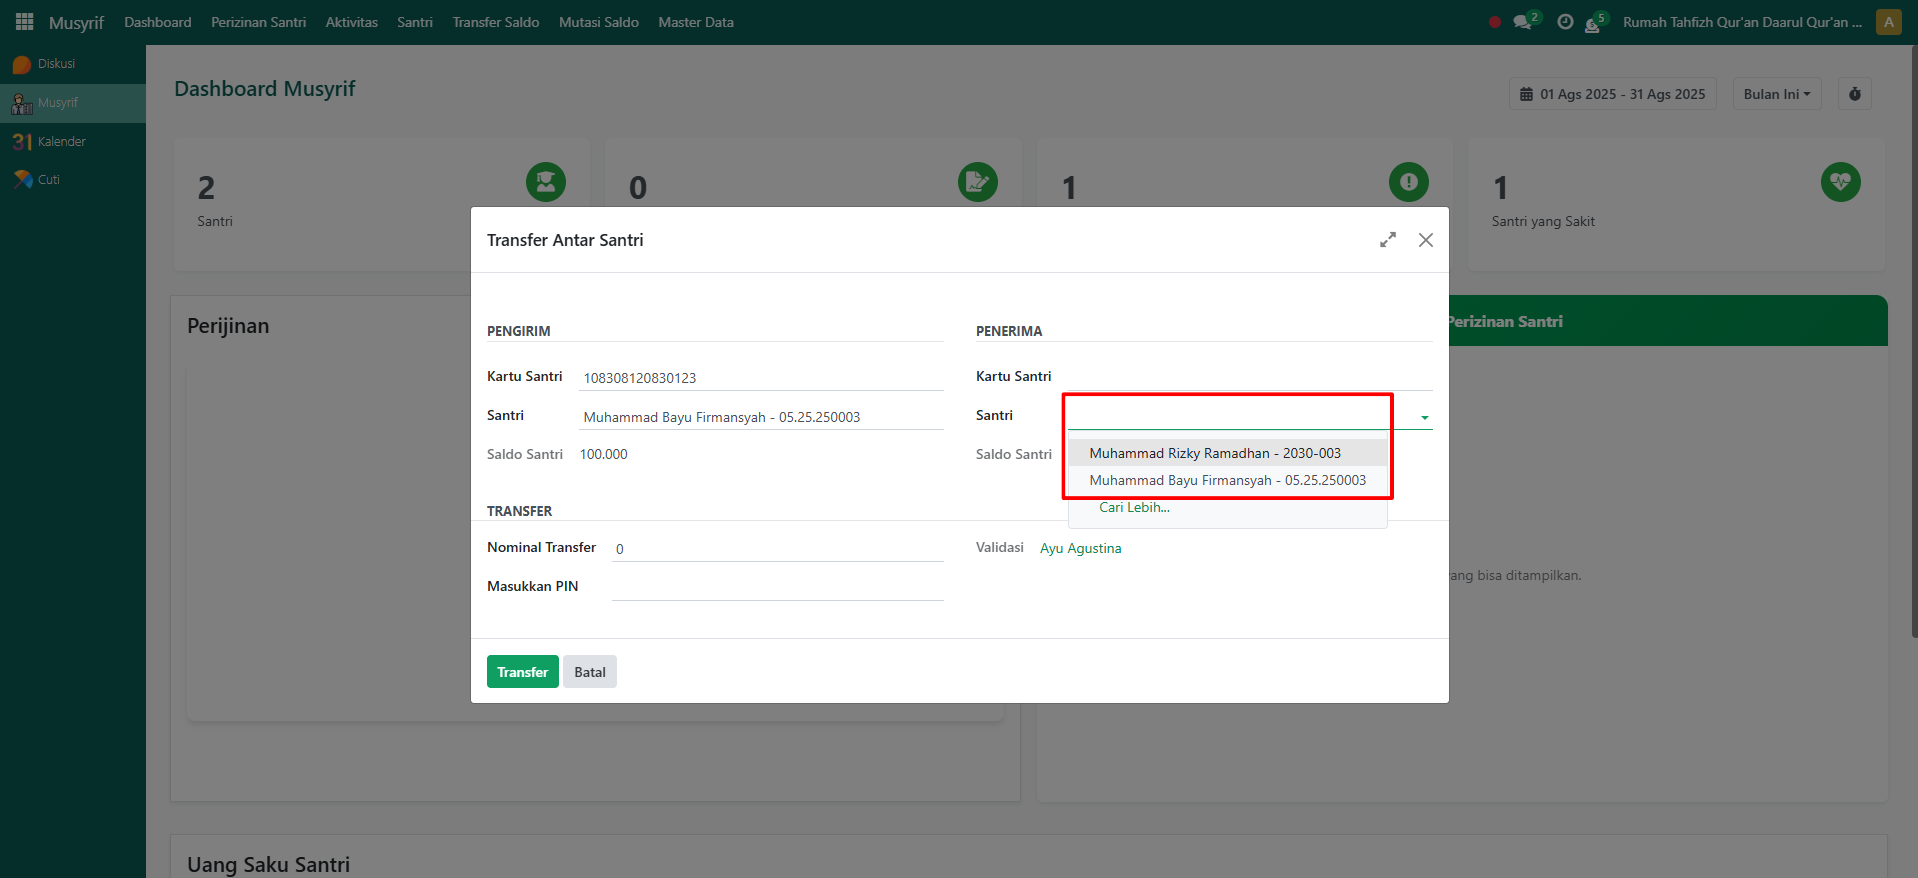 Musyrif Dashboard Perizinan Santri Aktivitas Santri Transfer Saldo Mutasi Saldo Master Data 2 5 Rumah Tahfizh Qur'an Daarul Qur'an ... A
Diskusi
Musyrif
31 Kalender
Cuti
Dashboard Musyrif
01 Ags 2025 - 31 Ags 2025 Bulan Ini
2
Santri
0
1
1
Santri yang Sakit
Perijinan
Perizinan Santri
ang bisa ditampilkan.
Transfer Antar Santri
PENGIRIM
Kartu Santri 108308120830123
Santri Muhammad Bayu Firmansyah - 05.25.250003
Saldo Santri 100.000
PENERIMA
Kartu Santri
Santri
Saldo Santri
Muhammad Rizky Ramadhan - 2030-003
Muhammad Bayu Firmansyah - 05.25.250003
Cari Lebih...
TRANSFER
Nominal Transfer 0
Masukkan PIN
Validasi Ayu Agustina
Transfer Batal
Uang Saku Santri